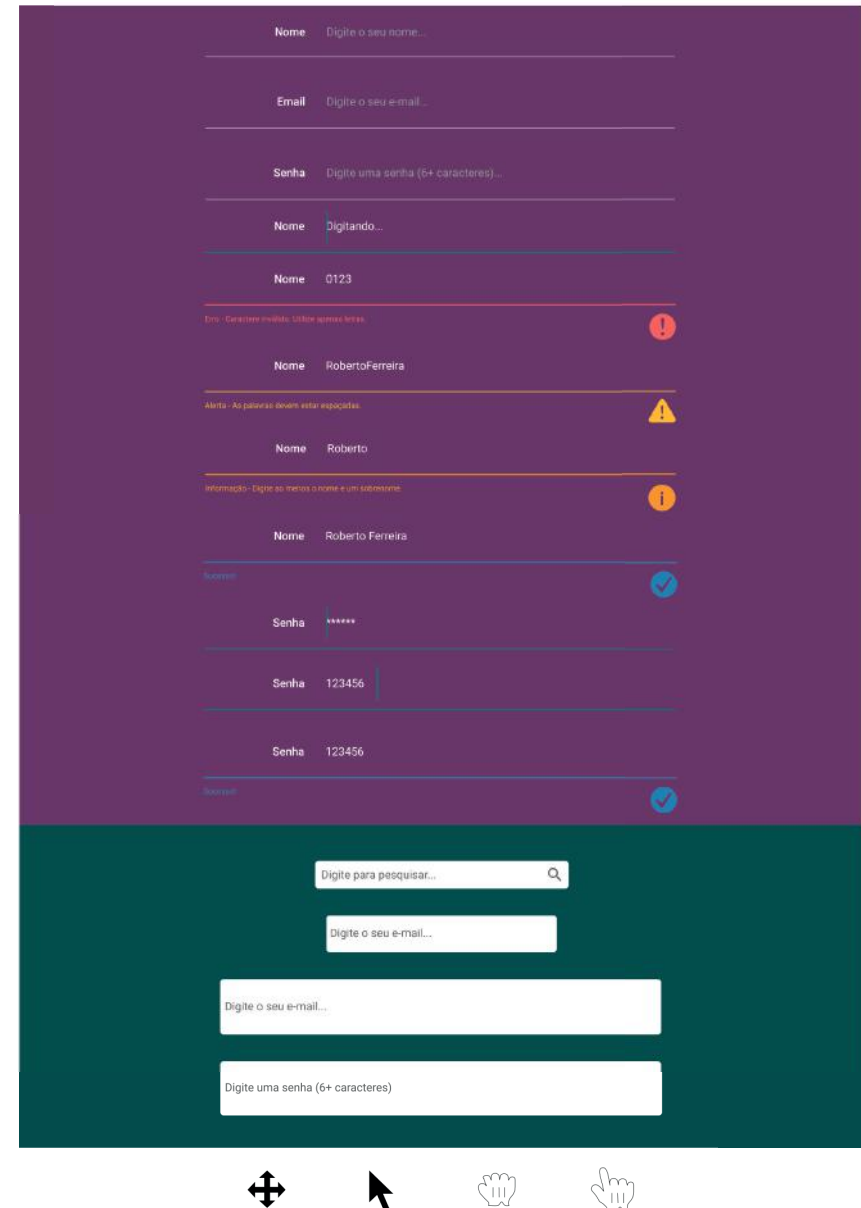 Nome Digite o seu nome...
Email Digite o seu e-mail...
Senha Digite uma senha (6+ caracteres)...
Nome Digitando...
Nome 0123
Erro - Caractere inválido. Utilize apenas letras.
Nome RobertoFerreira
Alerta - As palavras devem estar espaçadas.
Nome Roberto
Informação - Digite ao menos o nome e um sobrenome.
Nome Roberto Ferreira
Senha ******
Senha 123456
Senha 123456
Digite para pesquisar...
Digite o seu e-mail...
Digite o seu e-mail...
Digite uma senha (6+ caracteres)